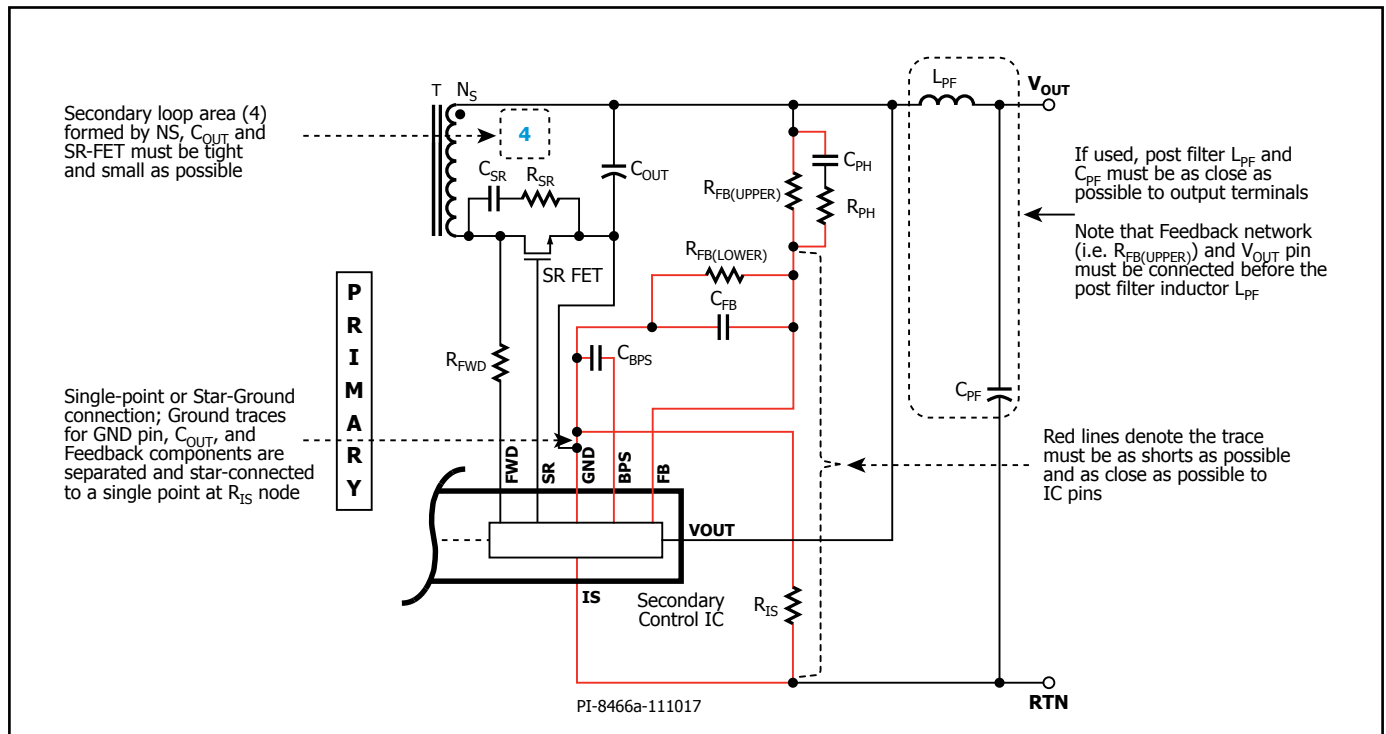 Secondary loop area (4)
formed by NS, COUT and
SR-FET must be tight
and small as possible
T NS
4
CSR
RSR
COUT
SR FET
RFB(UPPER)
CPH
RPH
RFB(LOWER)
CFB
CBPS
RFWD
LPF
VOUT
CPF
If used, post filter LPF and
CPF must be as close as
possible to output terminals
Note that Feedback network
(i.e. RFB(UPPER)) and VOUT pin
must be connected before the
post filter inductor LPF
PRIMARY
Single-point or Star-Ground
connection; Ground traces
for GND pin, COUT, and
Feedback components are
separated and star-connected
to a single point at RIS node
Red lines denote the trace
must be as shorts as possible
and as close as possible to
IC pins
FWD
SR
GND
BPS
FB
VOUT
IS
Secondary
Control IC
RIS
RTN
PI-8466a-111017